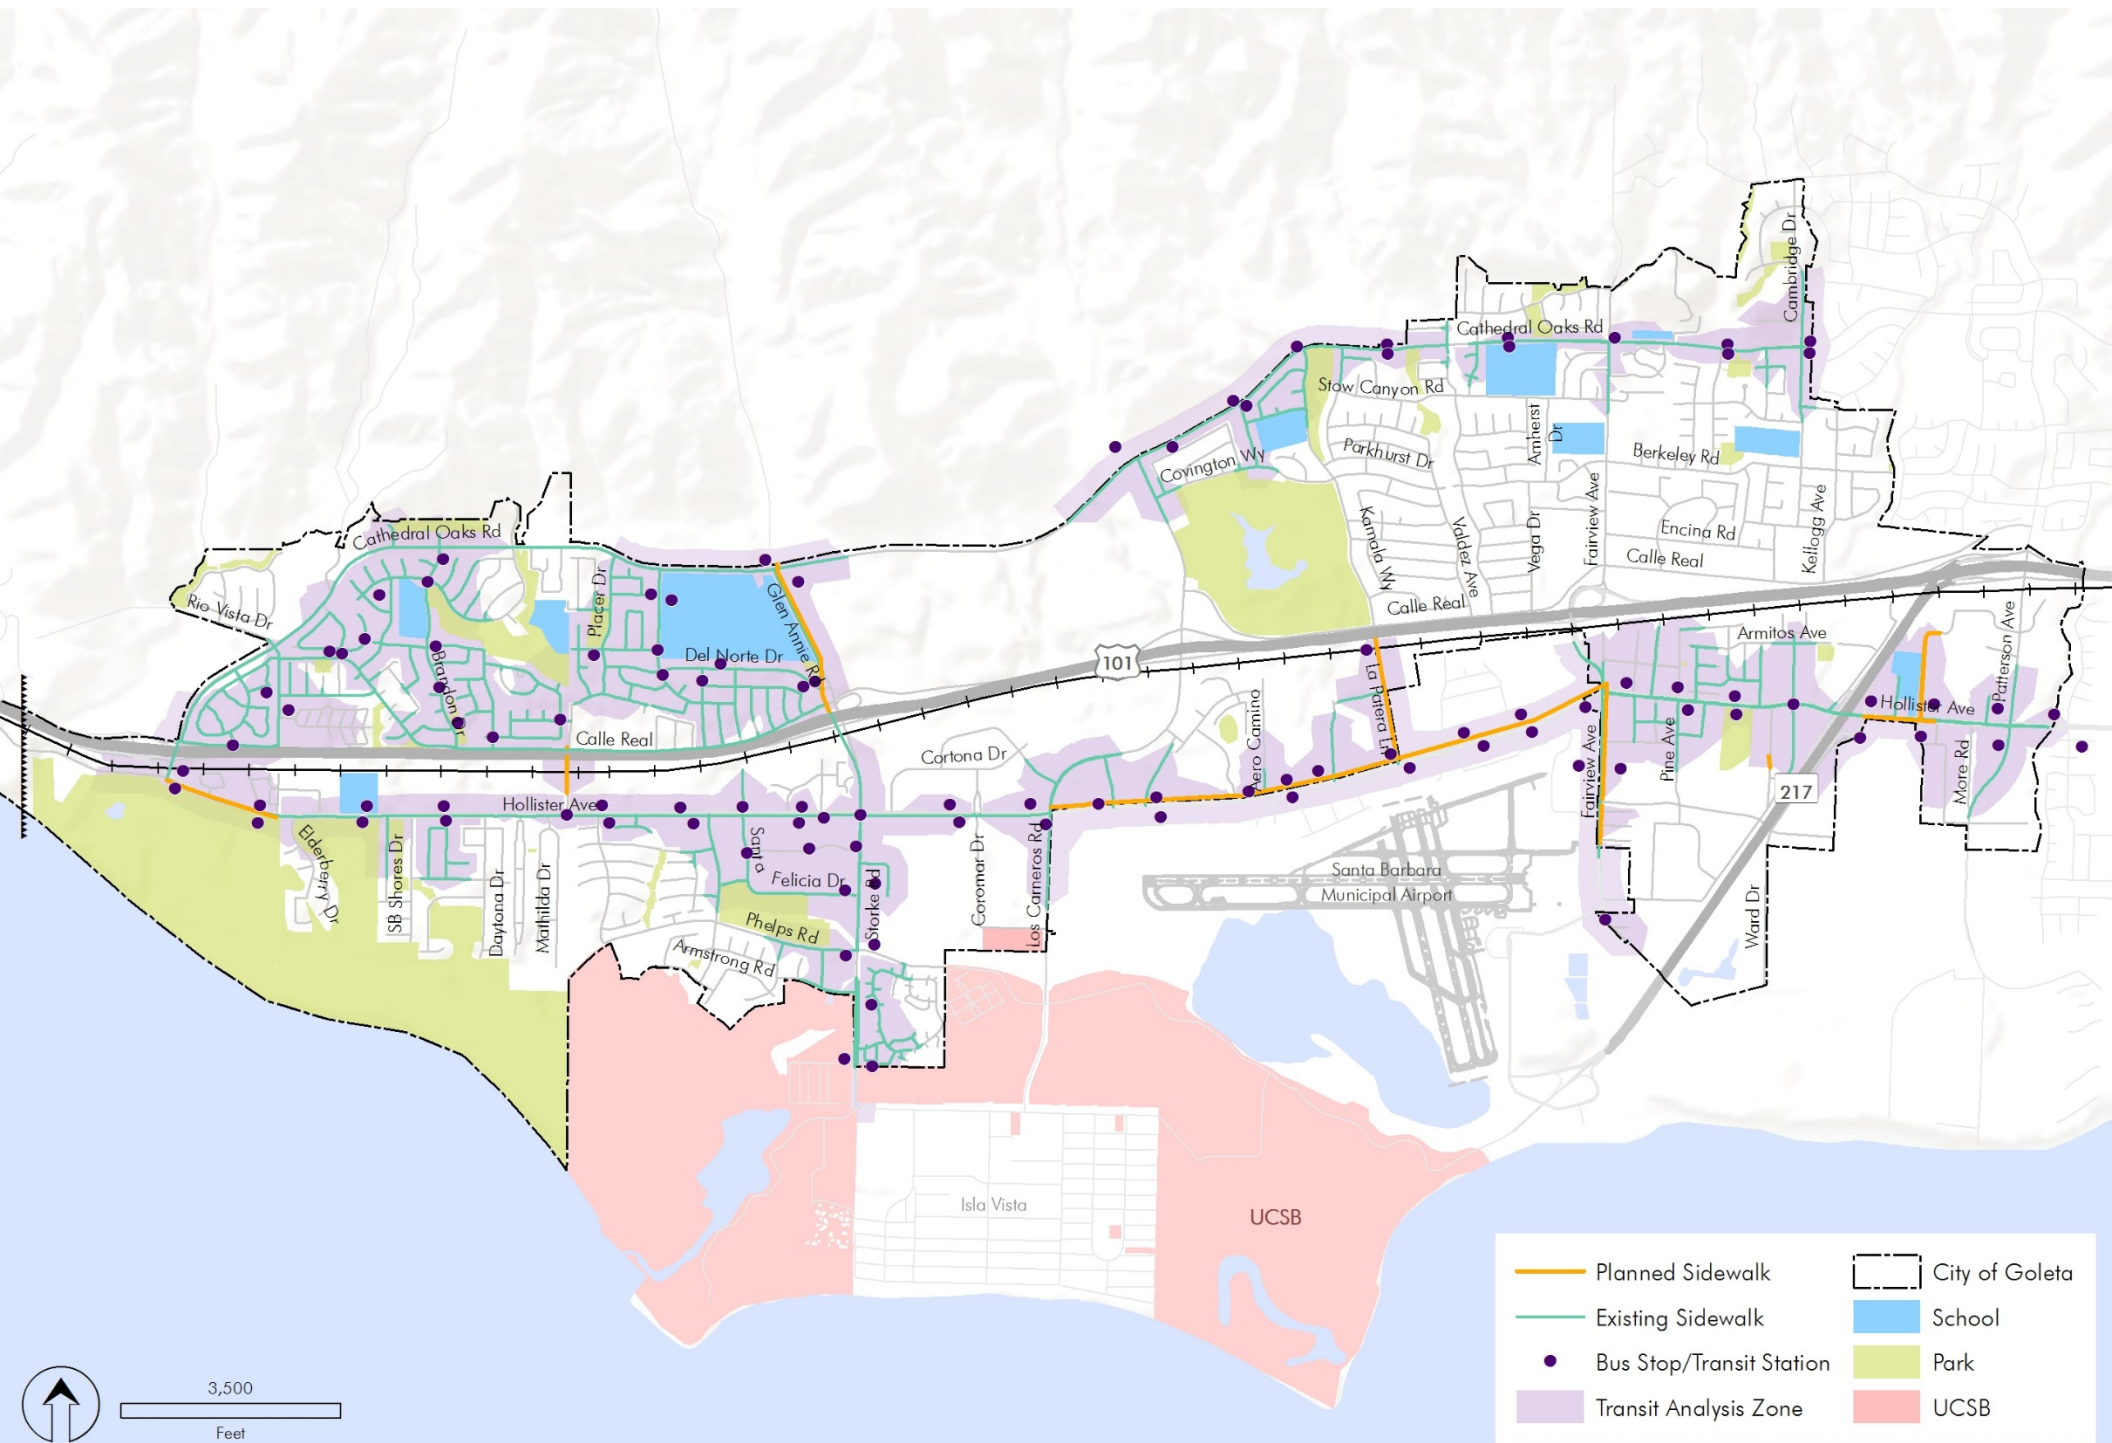 Cambridge Dr
Cathedral Oaks Rd
Stow Canyon Rd
Amherst
Dr
Parkhurst Dr
Covington Wy
Berkeley Rd
Fairview Ave
Kellogg Ave
Kamala Wy
Valdez Ave
Vega Dr
Encina Rd
Calle Real
Cathedral Oaks Rd
Rio Vista Dr
Placer Dr
Glen Annie Rd
Calle Real
Del Norte Dr
Brandon Dr
101
Armitos Ave
Patterson Ave
La Patera Ln
Hollister Ave
Aero Camino
Calle Real
Cortona Dr
Pine Ave
Fairview Ave
More Rd
217
Hollister Ave
Elderberry Dr
SB Shores Dr
Daytona Dr
Mathilda Dr
Santa
Felicia Dr
Storke Rd
Coromar Dr
Los Carneros Rd
Santa Barbara
Municipal Airport
Ward Dr
Phelps Rd
Armstrong Rd
Isla Vista
UCSB
Planned Sidewalk
Existing Sidewalk
Bus Stop/Transit Station
Transit Analysis Zone
City of Goleta
School
Park
UCSB
3,500
Feet